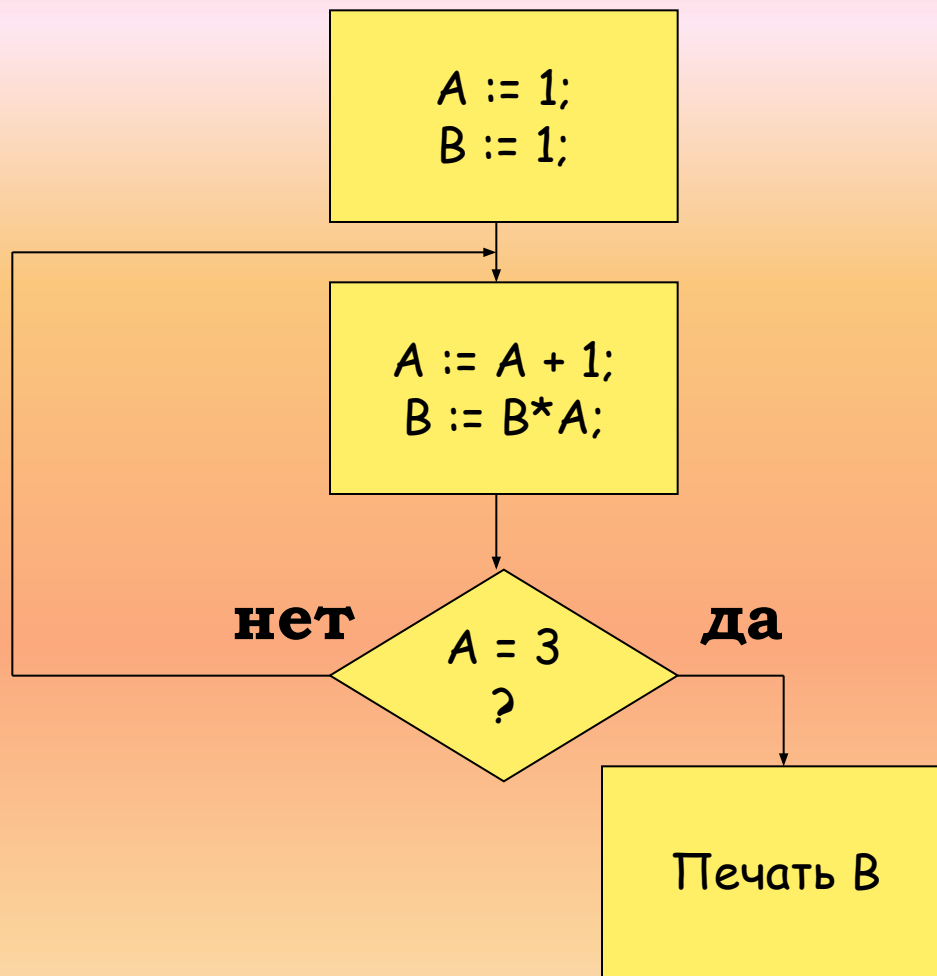 A := 1;
B := 1;
A := A + 1;
B := B*A;
нет
да
A = 3
?
Печать B